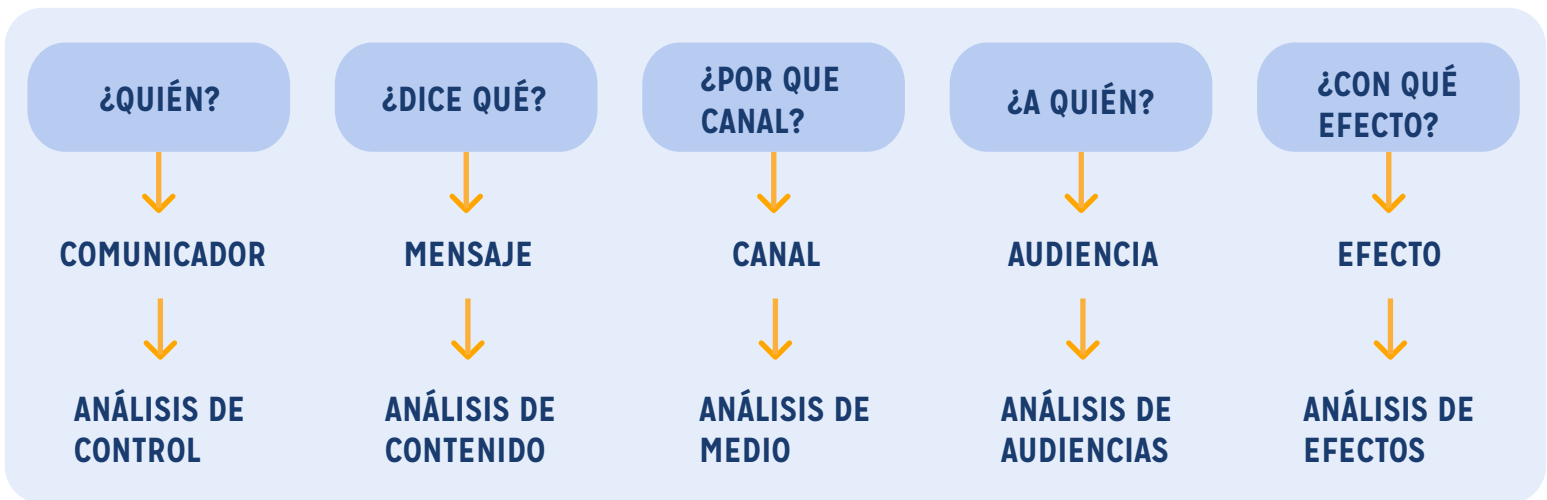 ¿QUIÉN?
¿DICE QUÉ?
¿POR QUE
CANAL?
¿A QUIÉN?
¿CON QUÉ
EFECTO?
COMUNICADOR
MENSAJE
CANAL
AUDIENCIA
EFECTO
ANÁLISIS DE
CONTROL
ANÁLISIS DE
CONTENIDO
ANÁLISIS DE
MEDIO
ANÁLISIS DE
AUDIENCIAS
ANÁLISIS DE
EFECTOS